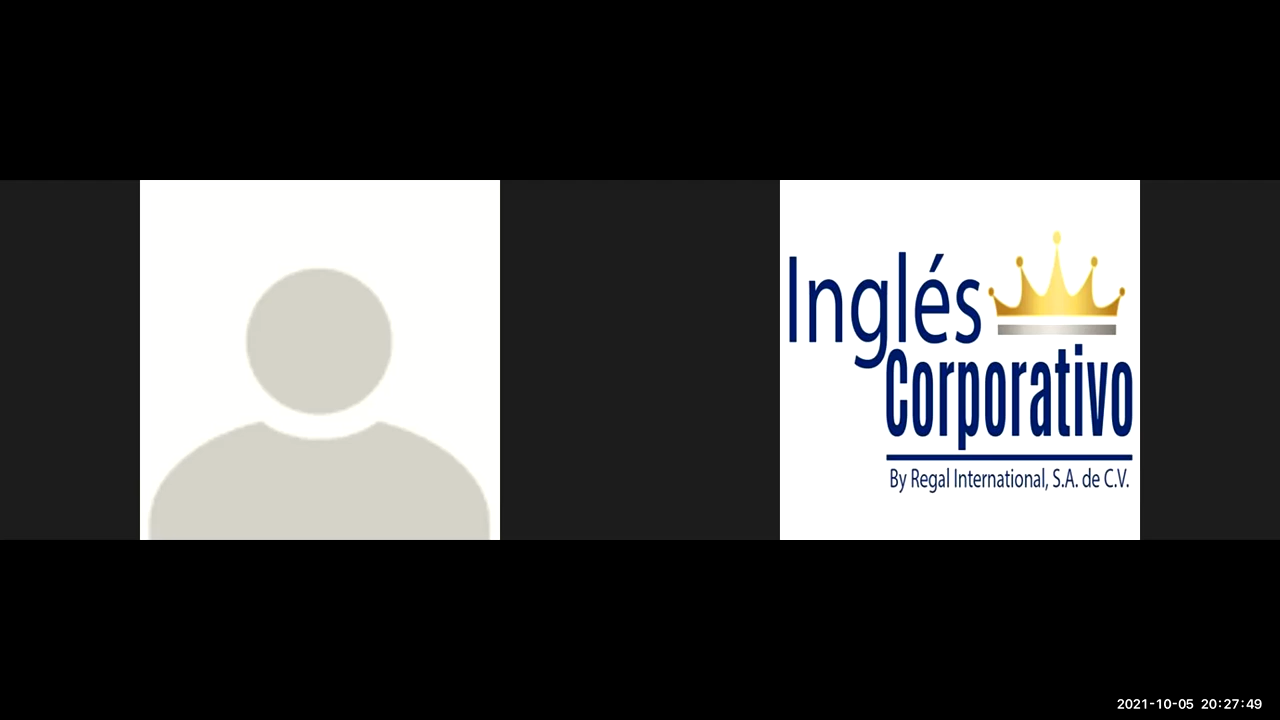 Inglés
Corporativo
By Regal International, S.A. de C.V.
2021-10-05 20:27:49